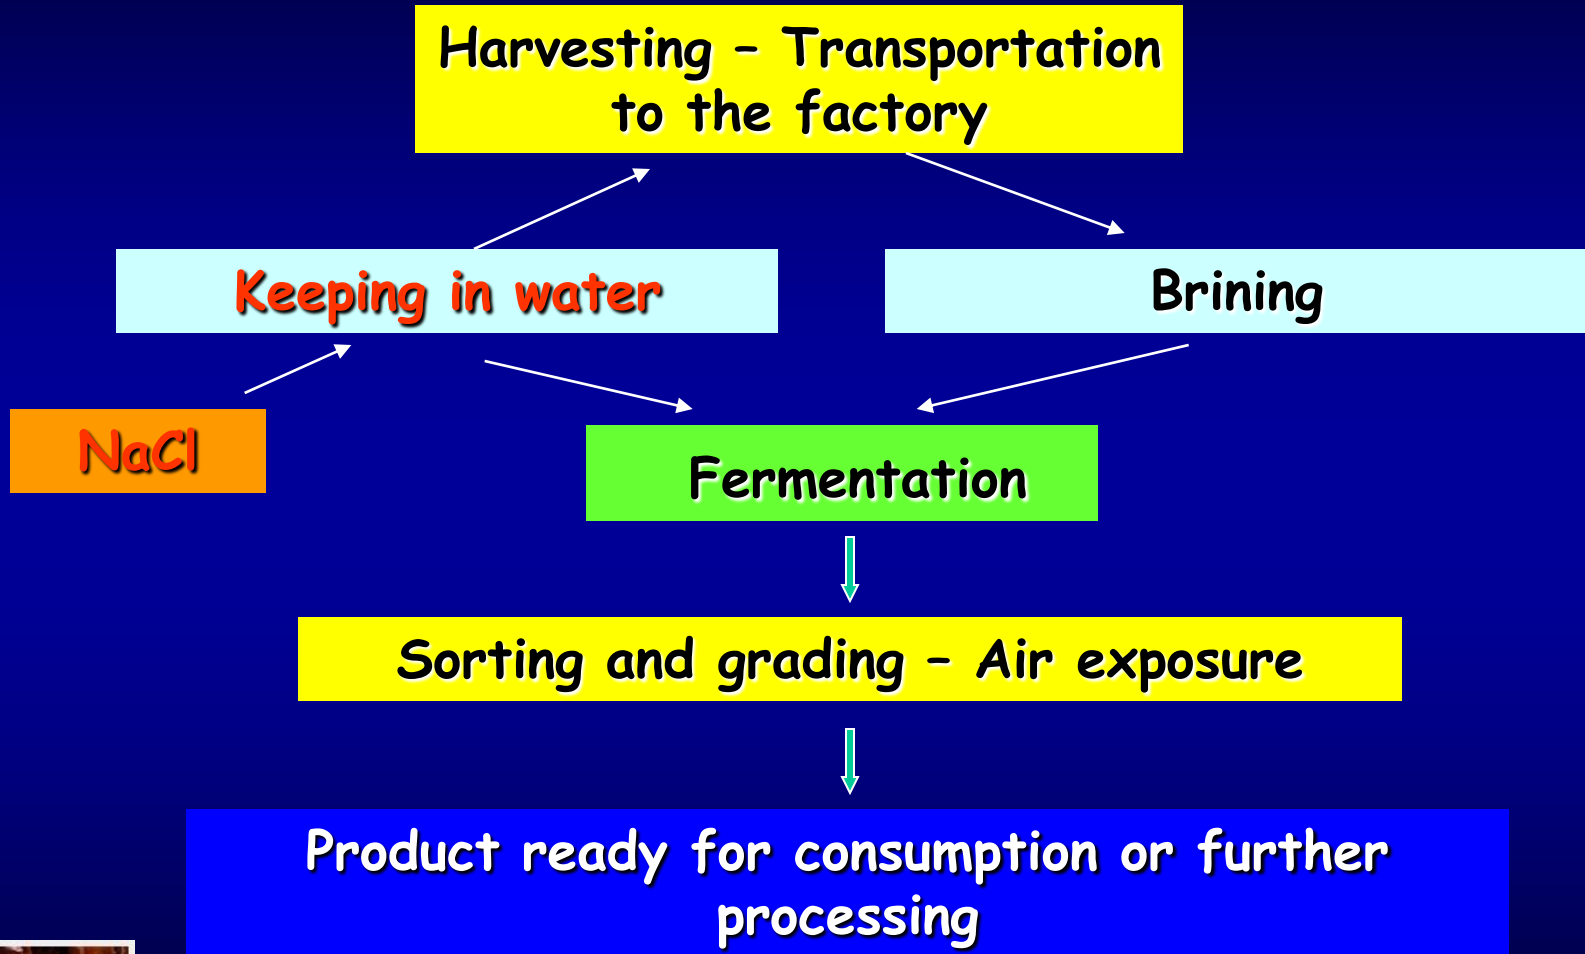 Harvesting – Transportation
to the factory
Keeping in water
Brining
NaCl
Fermentation
Sorting and grading – Air exposure
Product ready for consumption or further
processing